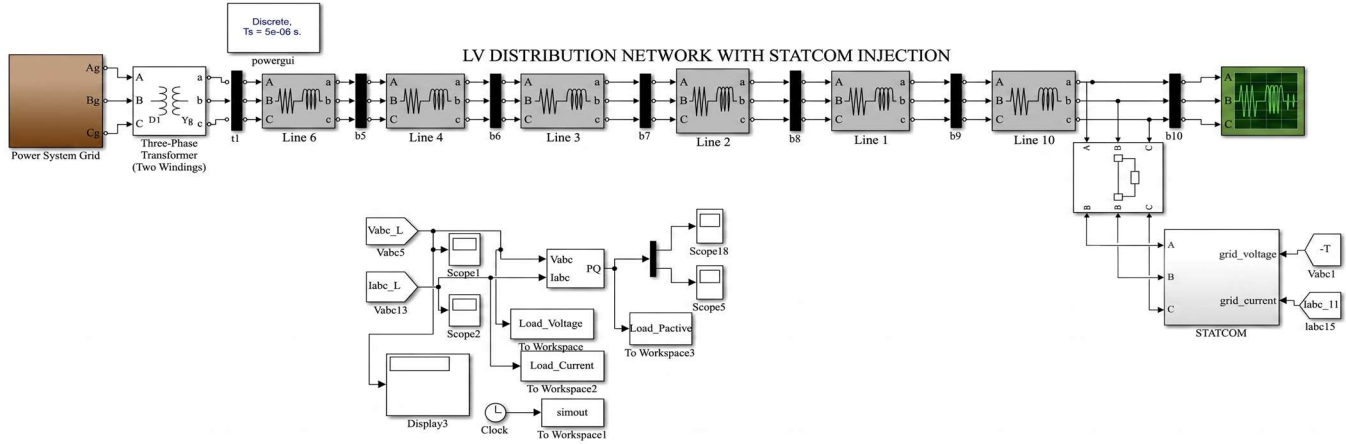 Discrete,
Ts = 5e-06 s.
powergui
LV DISTRIBUTION NETWORK WITH STATCOM INJECTION
Ag
Bg
Cg
Power System Grid
A
B
C
D1
Yg
a
b
c
Three-Phase
Transformer
(Two Windings)
t1
A
B
C
a
b
c
Line 6
b5
A
B
C
a
b
c
Line 4
b6
A
B
C
a
b
c
Line 3
b7
A
B
C
a
b
c
Line 2
b8
A
B
C
a
b
c
Line 1
b9
A
B
C
a
b
c
Line 10
b10
A
B
C
A
B
C
B
B
C
A
B
C
grid_voltage
grid_current
STATCOM
-T
Vabc1
Iabc_11
Iabc15
Vabc_L
Vabc5
Iabc_L
Vabc13
Scope1
Scope2
Vabc
Iabc
PQ
Scope18
Scope5
Load_Voltage
To Workspace
Load_Pactive
To Workspace3
Load_Current
To Workspace2
Display3
Clock
simout
To Workspace1